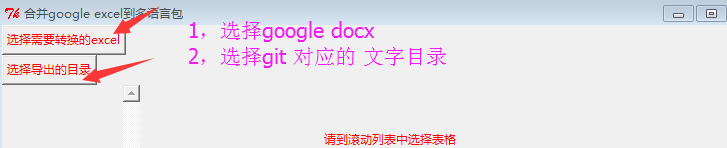 合并google excel到多语言包
选择需要转换的excel
1，选择google docx
2，选择git 对应的 文字目录
选择导出的目录
请到滚动列表中选择表格